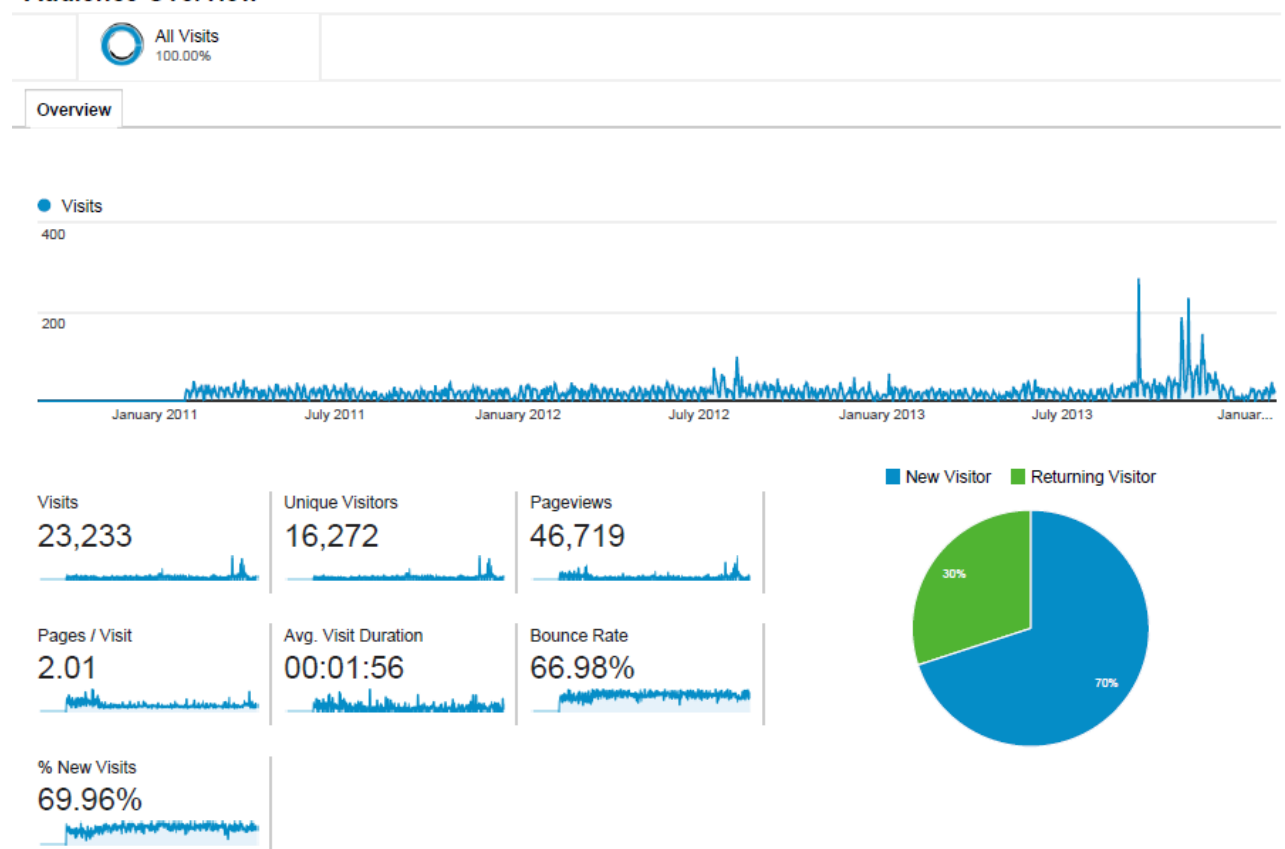 All Visits
100.00%
Overview
Visits
400
200
January 2011 July 2011 January 2012 July 2012 January 2013 July 2013 Januar...
New Visitor Returning Visitor
Visits
23,233
Unique Visitors
16,272
Pageviews
46,719
Pages / Visit
2.01
Avg. Visit Duration
00:01:56
Bounce Rate
66.98%
% New Visits
69.96%
30%
70%